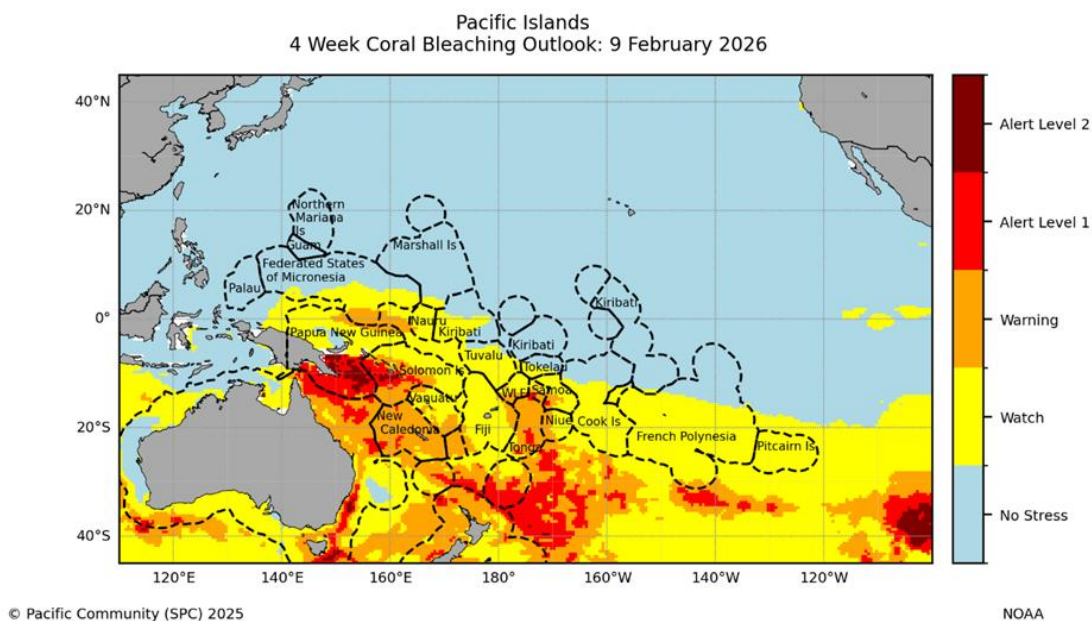 Pacific Islands
4 Week Coral Bleaching Outlook: 9 February 2026
40°N
20°N
0°
20°S
40°S
120°E
140°E
160°E
180°
160°W
140°W
120°W
Northern
Mariana
Is
Guam
Marshall Is
Federated States
of Micronesia
Palau
Kiribati
Nauru
Papua New Guinea
Kiribati
Kiribati
Tuvalu
Tokelau
Solomon Is
WLF
Samoa
Vanuatu
New
Caledonia
Fiji
Niue
Cook Is
French Polynesia
Tonga
Pitcairn Is
Alert Level 2
Alert Level 1
Warning
Watch
No Stress
© Pacific Community (SPC) 2025
NOAA